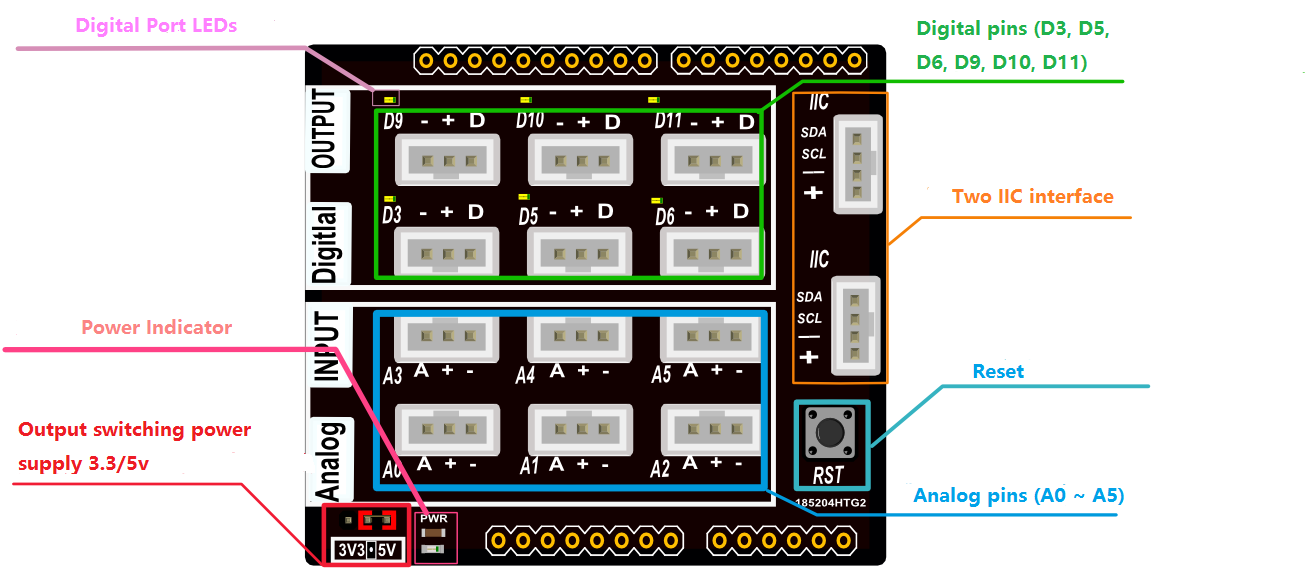 Digital Port LEDs
Digital pins (D3, D5,
D6, D9, D10, D11)
OUTPUT
D9 - + D
D10 - + D
D11 - + D
IIC
SDA
SCL
—
+
Two IIC interface
Digitlal
D3 - + D
D5 - + D
D6 - + D
IIC
SDA
SCL
—
+
Power Indicator
INPUT
A3 A + -
A4 A + -
A5 A + -
Reset
Output switching power
supply 3.3/5v
Analog
A0 A + -
A1 A + -
A2 A + -
RST
185204HTG2
Analog pins (A0 ~ A5)
PWR
3V3 5V